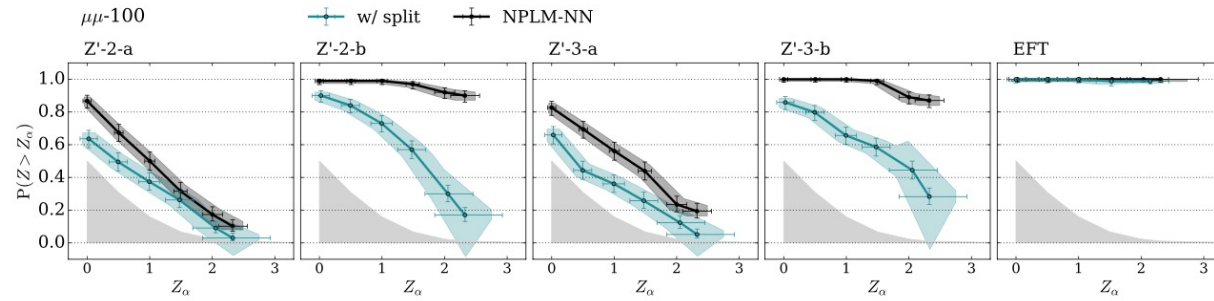 μμ-100
w/ split
NPLM-NN
Z'-2-a
Z'-2-b
Z'-3-a
Z'-3-b
EFT
P(Z > Zα)
1.0
0.8
0.6
0.4
0.2
0.0
0 1 2 3
0 1 2 3
0 1 2 3
0 1 2 3
0 1 2 3
Zα
Zα
Zα
Zα
Zα